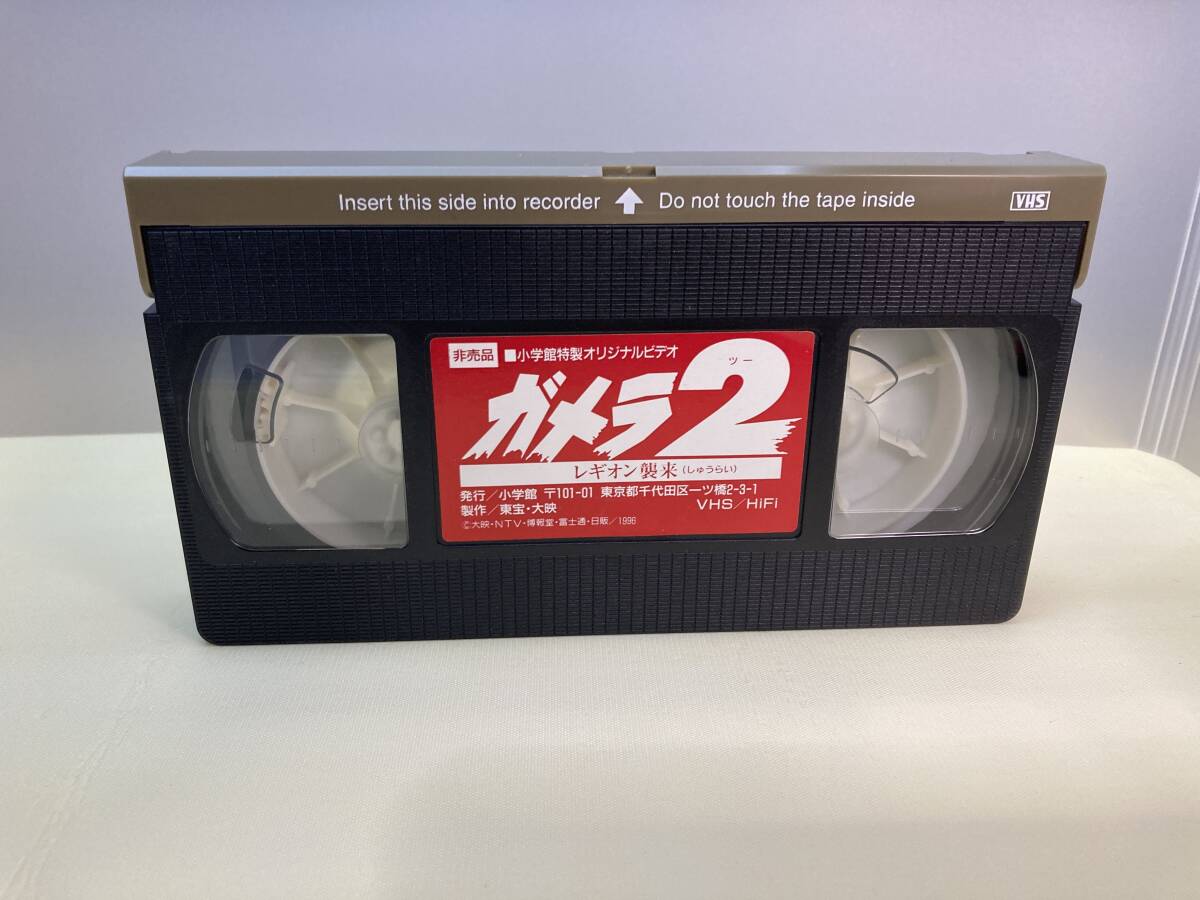 Insert this side into recorder ↑ Do not touch the tape inside VHS
非売品 ■小学館特製オリジナルビデオ
ツー
ガメラ2
レギオン襲来(しゅうらい)
発行/小学館 〒101-01 東京都千代田区一ツ橋2-3-1
製作/東宝・大映 VHS/HiFi
©大映・NTV・博報堂・富士通・日販/1996